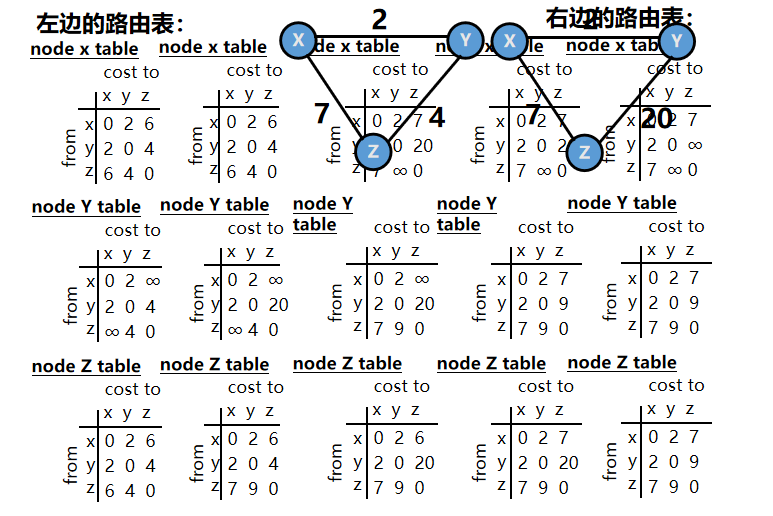 左边的路由表:
右边的路由表:
2
X
Y
7
4
Z
2
X
Y
7
20
Z
node x table
cost to
x y z
from
x 0 2 6
y 2 0 4
z 6 4 0
node x table
cost to
x y z
from
x 0 2 6
y 2 0 4
z 6 4 0
de x table
cost to
x y z
from
x 0 2 7
y 0 20
z 7 ∞ 0
cost to
x y z
from
x 0 2 7
y 2 0 2
z 7 ∞ 0
node x ta
cost to
x y z
from
x 0 2 7
y 2 0 ∞
z 7 ∞ 0
node Y table
cost to
x y z
from
x 0 2 ∞
y 2 0 4
z ∞ 4 0
node Y table
cost to
x y z
from
x 0 2 ∞
y 2 0 20
z ∞ 4 0
node Y
table
cost to
x y z
from
x 0 2 ∞
y 2 0 20
z 7 9 0
node Y
table
cost to
x y z
from
x 0 2 7
y 2 0 9
z 7 9 0
node Y table
cost to
x y z
from
x 0 2 7
y 2 0 9
z 7 9 0
node Z table
cost to
x y z
from
x 0 2 6
y 2 0 4
z 6 4 0
node Z table
cost to
x y z
from
x 0 2 6
y 2 0 4
z 7 9 0
node Z table
cost to
x y z
from
x 0 2 6
y 2 0 20
z 7 9 0
node Z table
cost to
x y z
from
x 0 2 7
y 2 0 20
z 7 9 0
node Z table
cost to
x y z
from
x 0 2 7
y 2 0 9
z 7 9 0